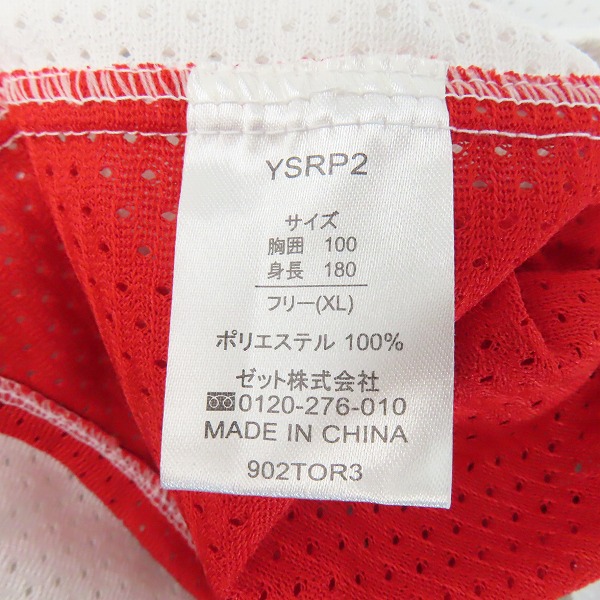 YSRP2
サイズ
胸囲 100
身長 180
フリー(XL)
ポリエステル 100%
ゼット株式会社
0120-276-010
MADE IN CHINA
902TOR3